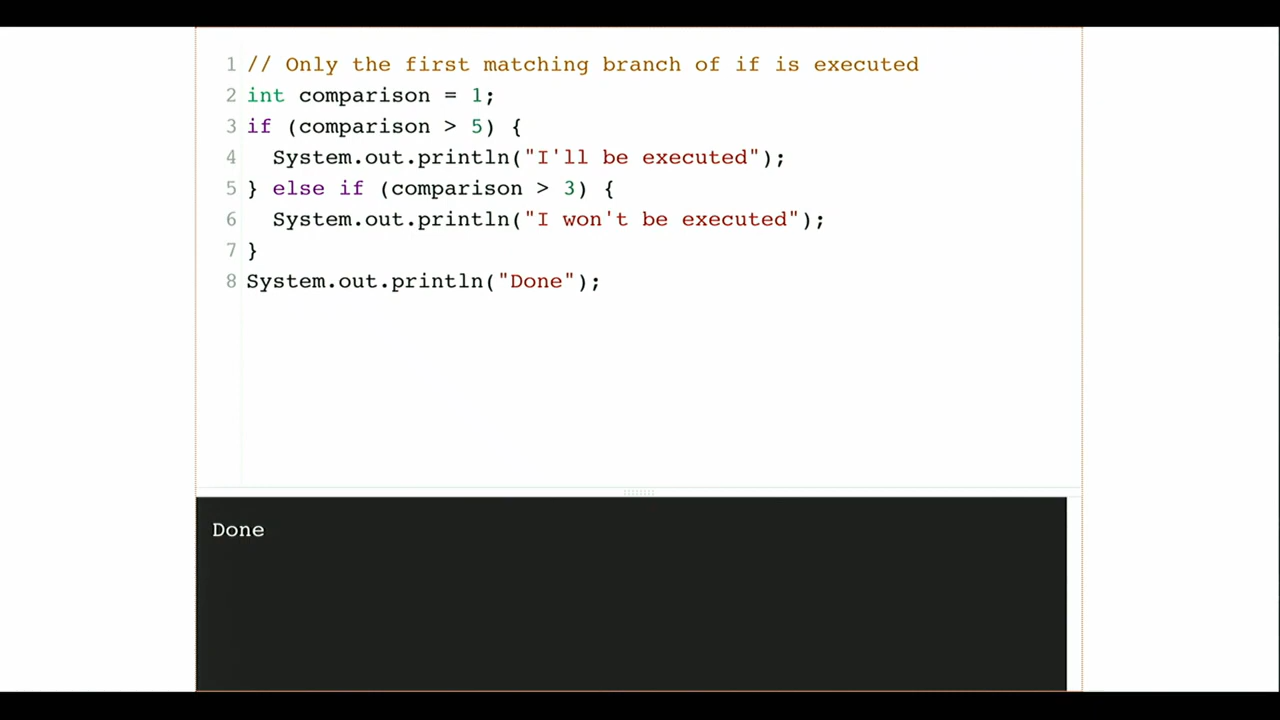 1 // Only the first matching branch of if is executed
2 int comparison = 1;
3 if (comparison > 5) {
4   System.out.println("I'll be executed");
5 } else if (comparison > 3) {
6   System.out.println("I won't be executed");
7 }
8 System.out.println("Done");
Done